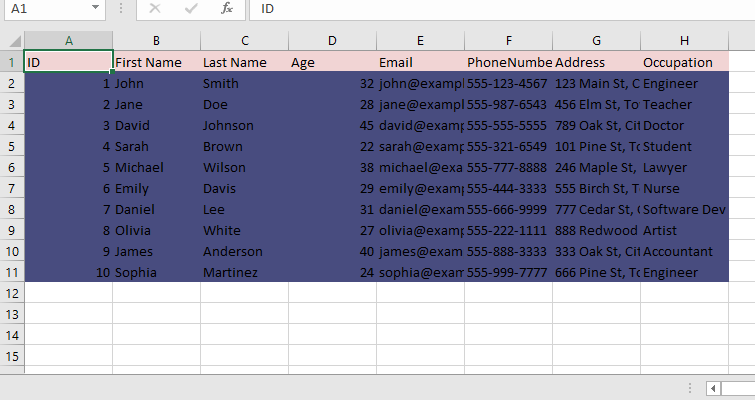 A1 fx ID
A B C D E F G H
1 ID First Name Last Name Age Email PhoneNumbe Address Occupation
2 1 John Smith 32 john@exampl 555-123-4567 123 Main St, C Engineer
3 2 Jane Doe 28 jane@exampl 555-987-6543 456 Elm St, To Teacher
4 3 David Johnson 45 david@examp 555-555-5555 789 Oak St, Cit Doctor
5 4 Sarah Brown 22 sarah@examp 555-321-6549 101 Pine St, To Student
6 5 Michael Wilson 38 michael@exa 555-777-8888 246 Maple St, Lawyer
7 6 Emily Davis 29 emily@examp 555-444-3333 555 Birch St, T Nurse
8 7 Daniel Lee 31 daniel@exam 555-666-9999 777 Cedar St, Software Dev
9 8 Olivia White 27 olivia@examp 555-222-1111 888 Redwood Artist
10 9 James Anderson 40 james@exam 555-888-3333 333 Oak St, Cit Accountant
11 10 Sophia Martinez 24 sophia@exam 555-999-7777 666 Pine St, To Engineer
12
13
14
15